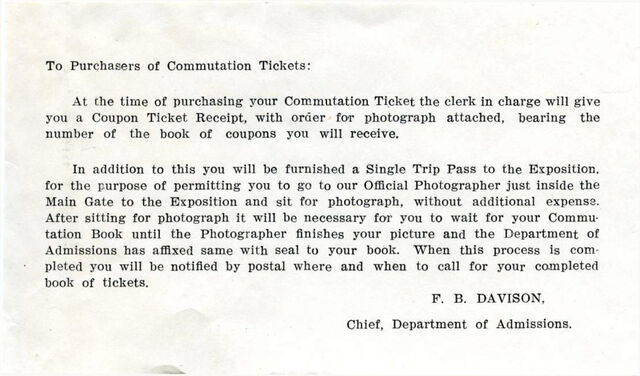 To Purchasers of Commutation Tickets:
At the time of purchasing your Commutation Ticket the clerk in charge will give
you a Coupon Ticket Receipt, with order for photograph attached, bearing the
number of the book of coupons you will receive.
In addition to this you will be furnished a Single Trip Pass to the Exposition,
for the purpose of permitting you to go to our Official Photographer just inside the
Main Gate to the Exposition and sit for photograph, without additional expense.
After sitting for photograph it will be necessary for you to wait for your Commu-
tation Book until the Photographer finishes your picture and the Department of
Admissions has affixed same with seal to your book. When this process is com-
pleted you will be notified by postal where and when to call for your completed
book of tickets.
F. B. DAVISON,
Chief, Department of Admissions.